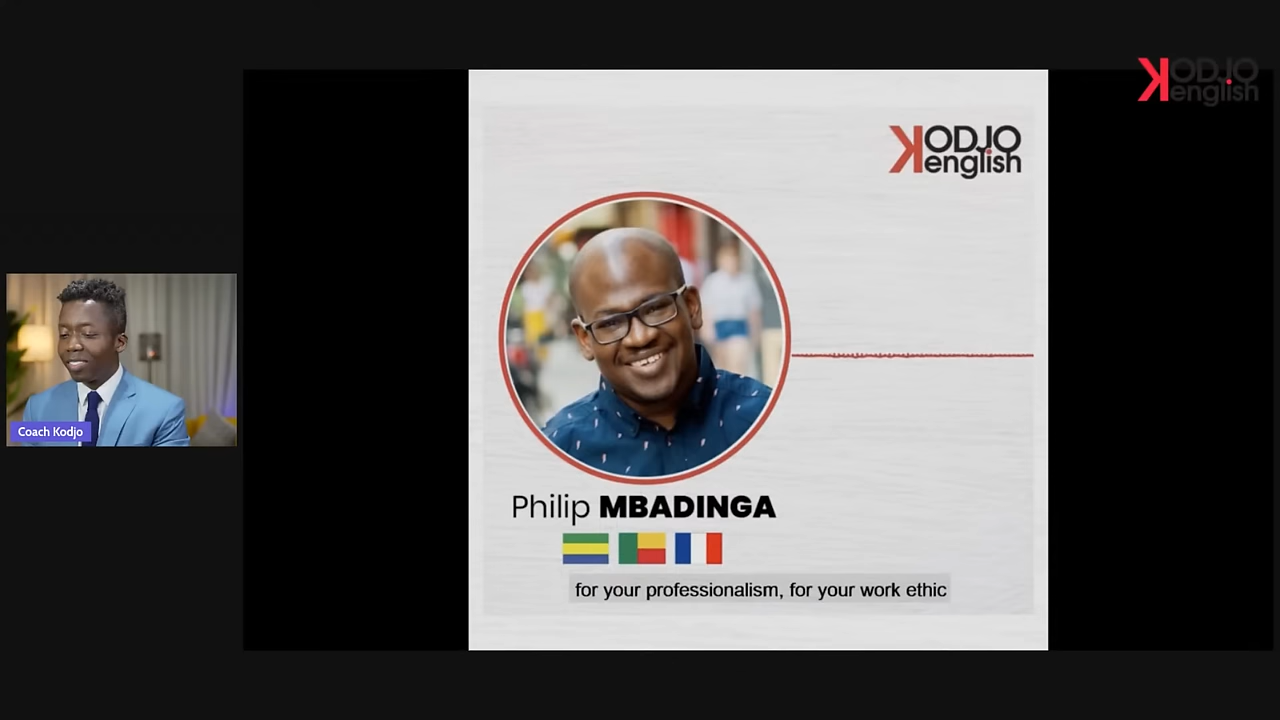 KODJO
english
KODJO
english
Coach Kodjo
Philip MBADINGA
for your professionalism, for your work ethic